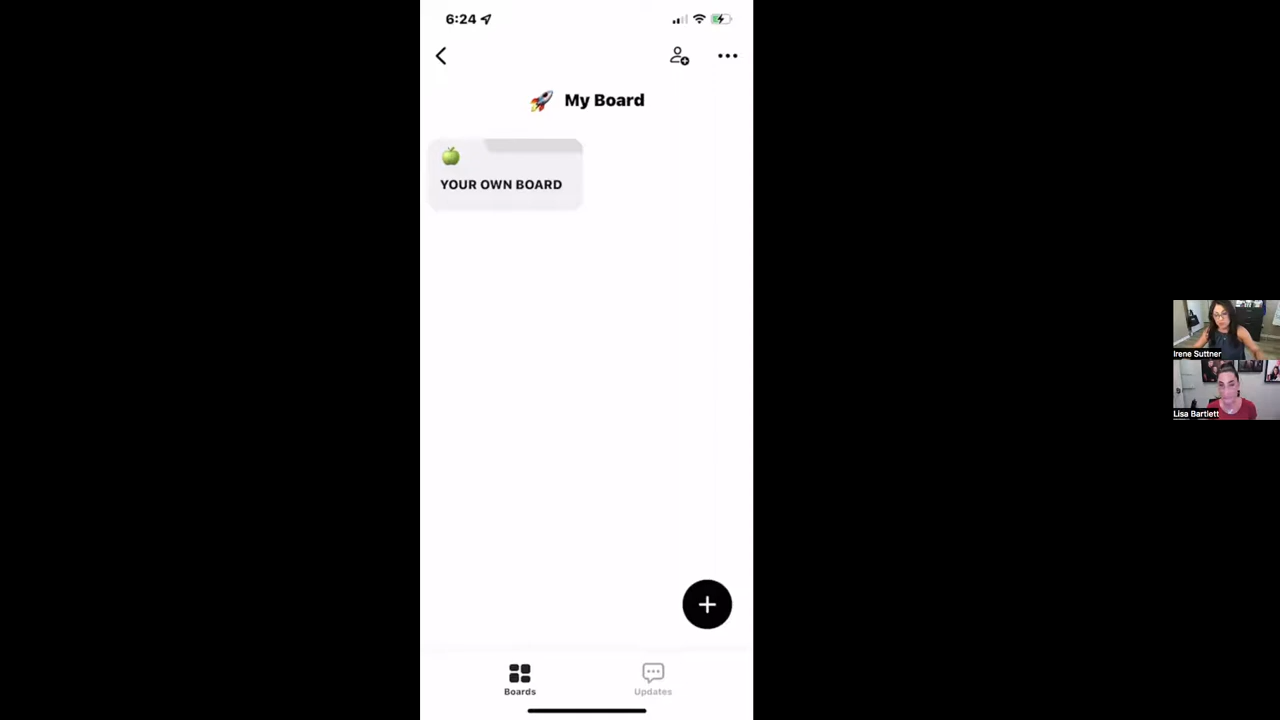 6:24
My Board
YOUR OWN BOARD
Irene Suttner
Lisa Bartlett
Boards
Updates